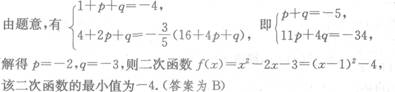 由题意,有 { 1+p+q=-4, 4+2p+q=-3/5(16+4p+q), 即 { p+q=-5, 11p+4q=-34,
解得 p=-2,q=-3,则二次函数 f(x)=x²-2x-3=(x-1)²-4,
该二次函数的最小值为-4.(答案为 B)